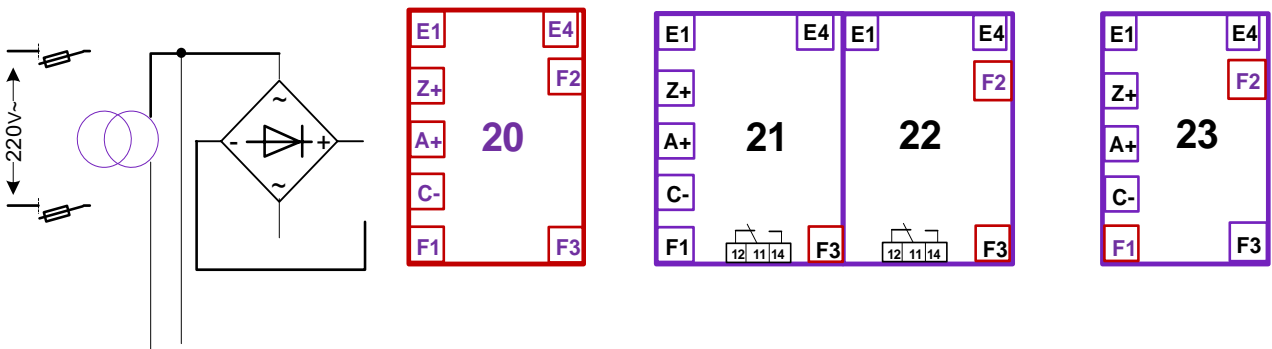 220V~
~
- +
~
E1 E4
Z+ F2
A+ 20
C-
F1 F3
E1 E4
Z+
A+ 21
C-
F1 12 11 14 F3
E1 E4
F2
22
12 11 14 F3
E1 E4
Z+ F2
A+ 23
C-
F1 F3